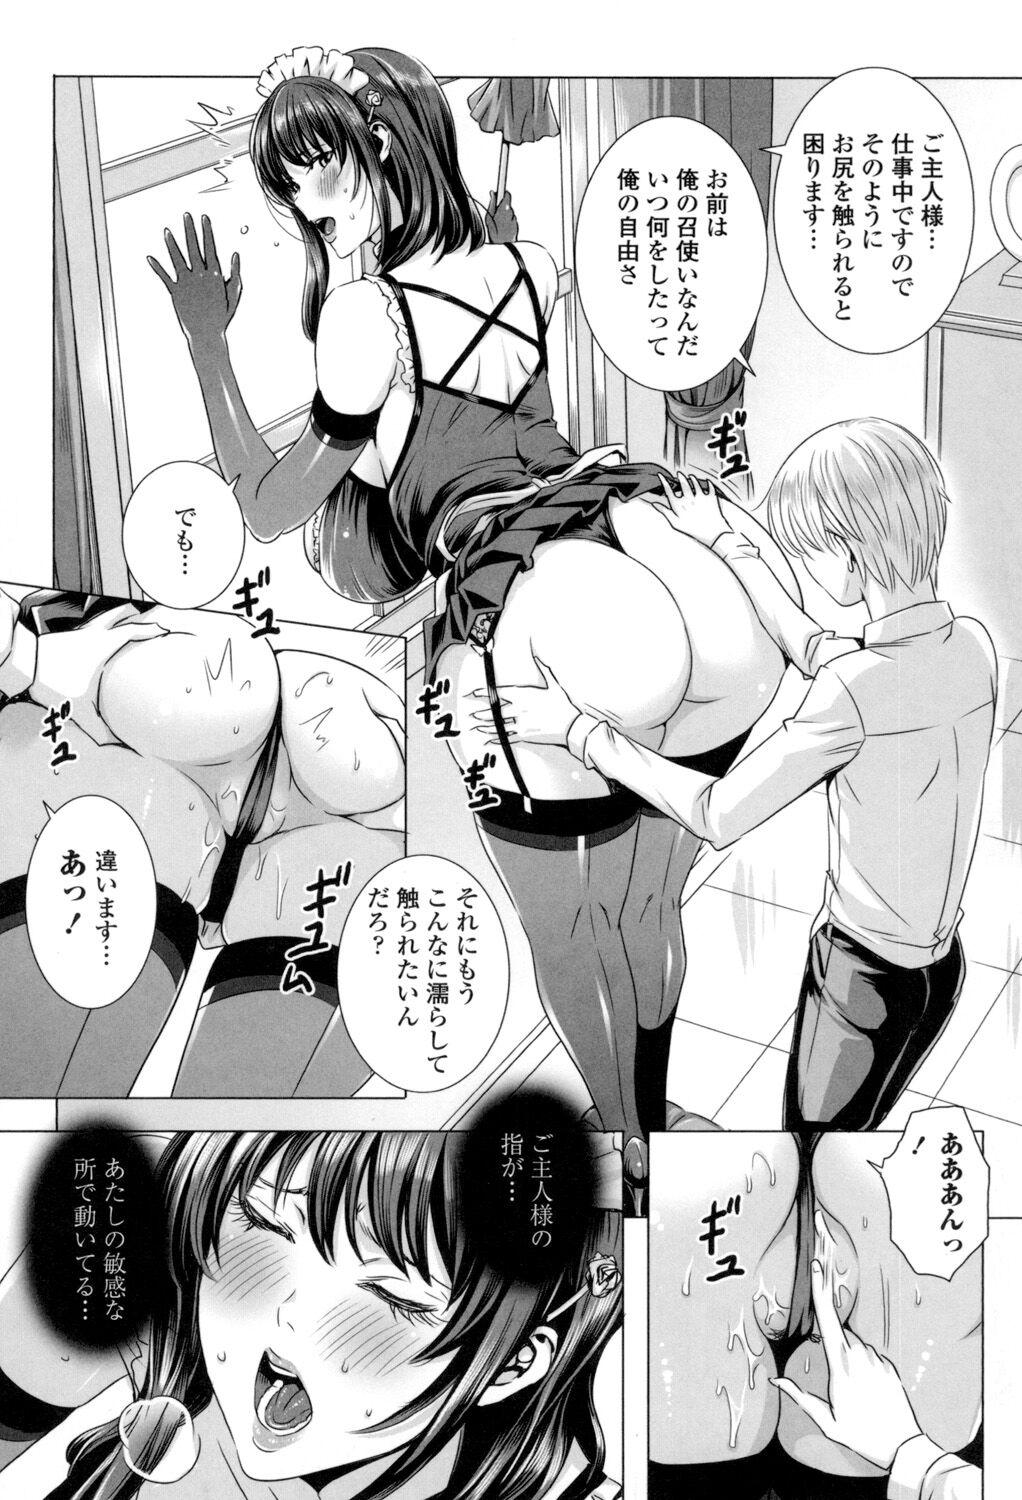 ご主人様…
仕事中ですので
そのように
お尻を触られると
困ります…
お前は
俺の召使いなんだ
いつ何をしたって
俺の自由さ
ギュ
でも…
ギュ
ギュ
ギュ
ギュ
それにもう
こんなに濡らして
触られたいん
だろ？
ギュム
違います…
あっ！
あああんっ
！
ギュ
ご主人様の
指が…
あたしの敏感な
所で動いてる…